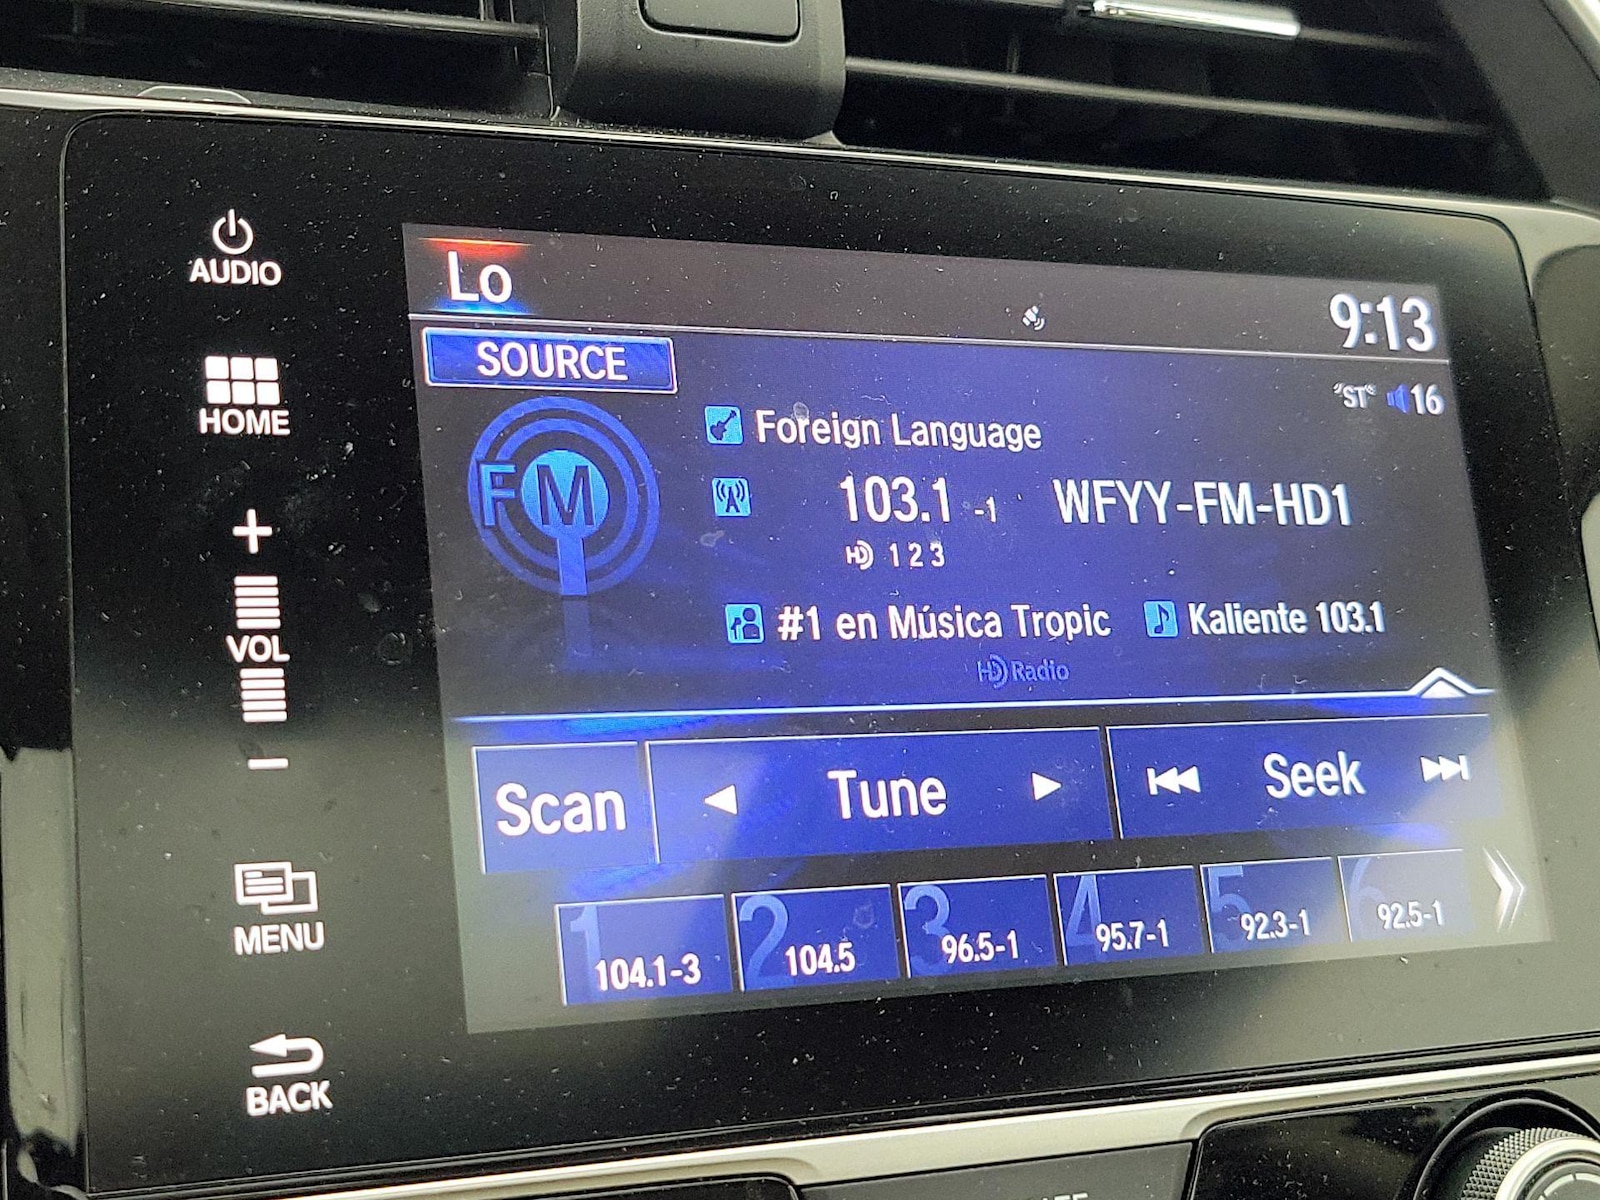 AUDIO
HOME
+
VOL
−
MENU
BACK
Lo
9:13
SOURCE
"ST" 16
FM
Foreign Language
103.1 -1 WFYY-FM-HD1
HD 1 2 3
#1 en Música Tropic Kaliente 103.1
HD Radio
Scan Tune Seek
1 104.1-3
2 104.5
3 96.5-1
4 95.7-1
5 92.3-1
6 92.5-1